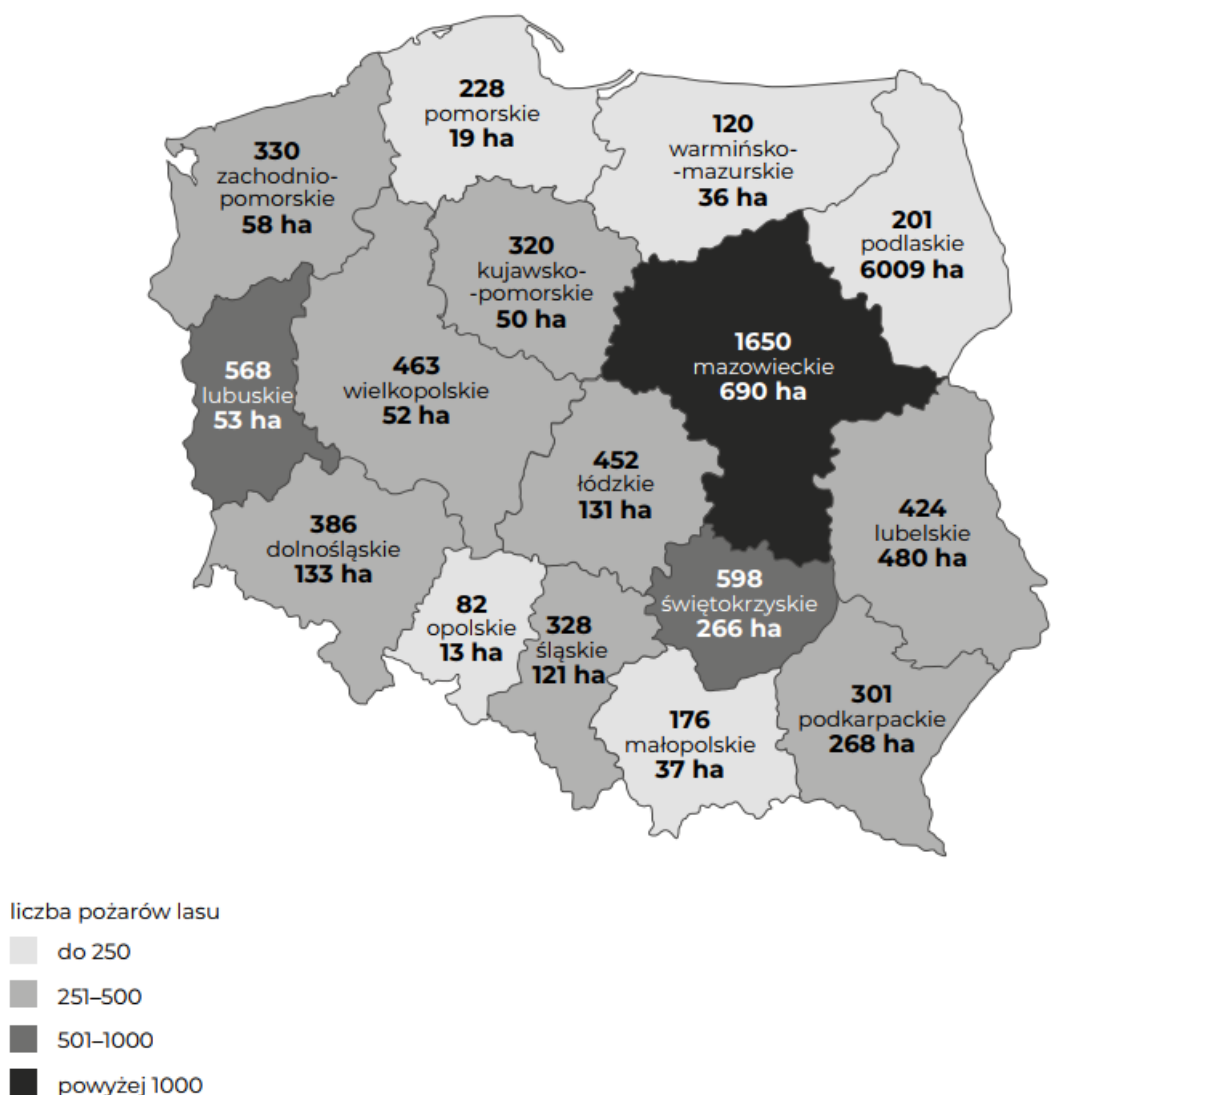 228
pomorskie
19 ha
120
warmińsko-
-mazurskie
36 ha
330
zachodnio-
pomorskie
58 ha
201
podlaskie
6009 ha
320
kujawsko-
-pomorskie
50 ha
1650
mazowieckie
690 ha
568
lubuskie
53 ha
463
wielkopolskie
52 ha
452
łódzkie
131 ha
424
lubelskie
480 ha
386
dolnośląskie
133 ha
598
świętokrzyskie
266 ha
82
opolskie
13 ha
328
śląskie
121 ha
301
podkarpackie
268 ha
176
małopolskie
37 ha
liczba pożarów lasu
do 250
251–500
501–1000
powyżej 1000